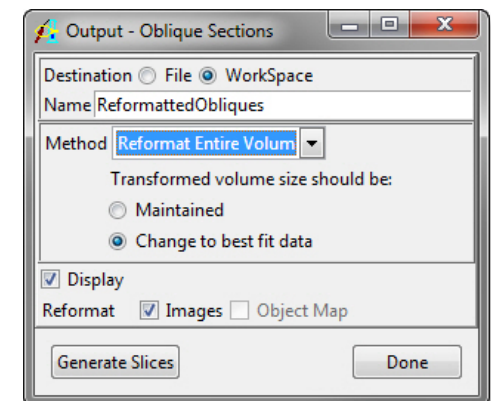 Output - Oblique Sections
Destination File WorkSpace
Name ReformattedObliques
Method Reformat Entire Volum
Transformed volume size should be:
Maintained
Change to best fit data
Display
Reformat Images Object Map
Generate Slices Done